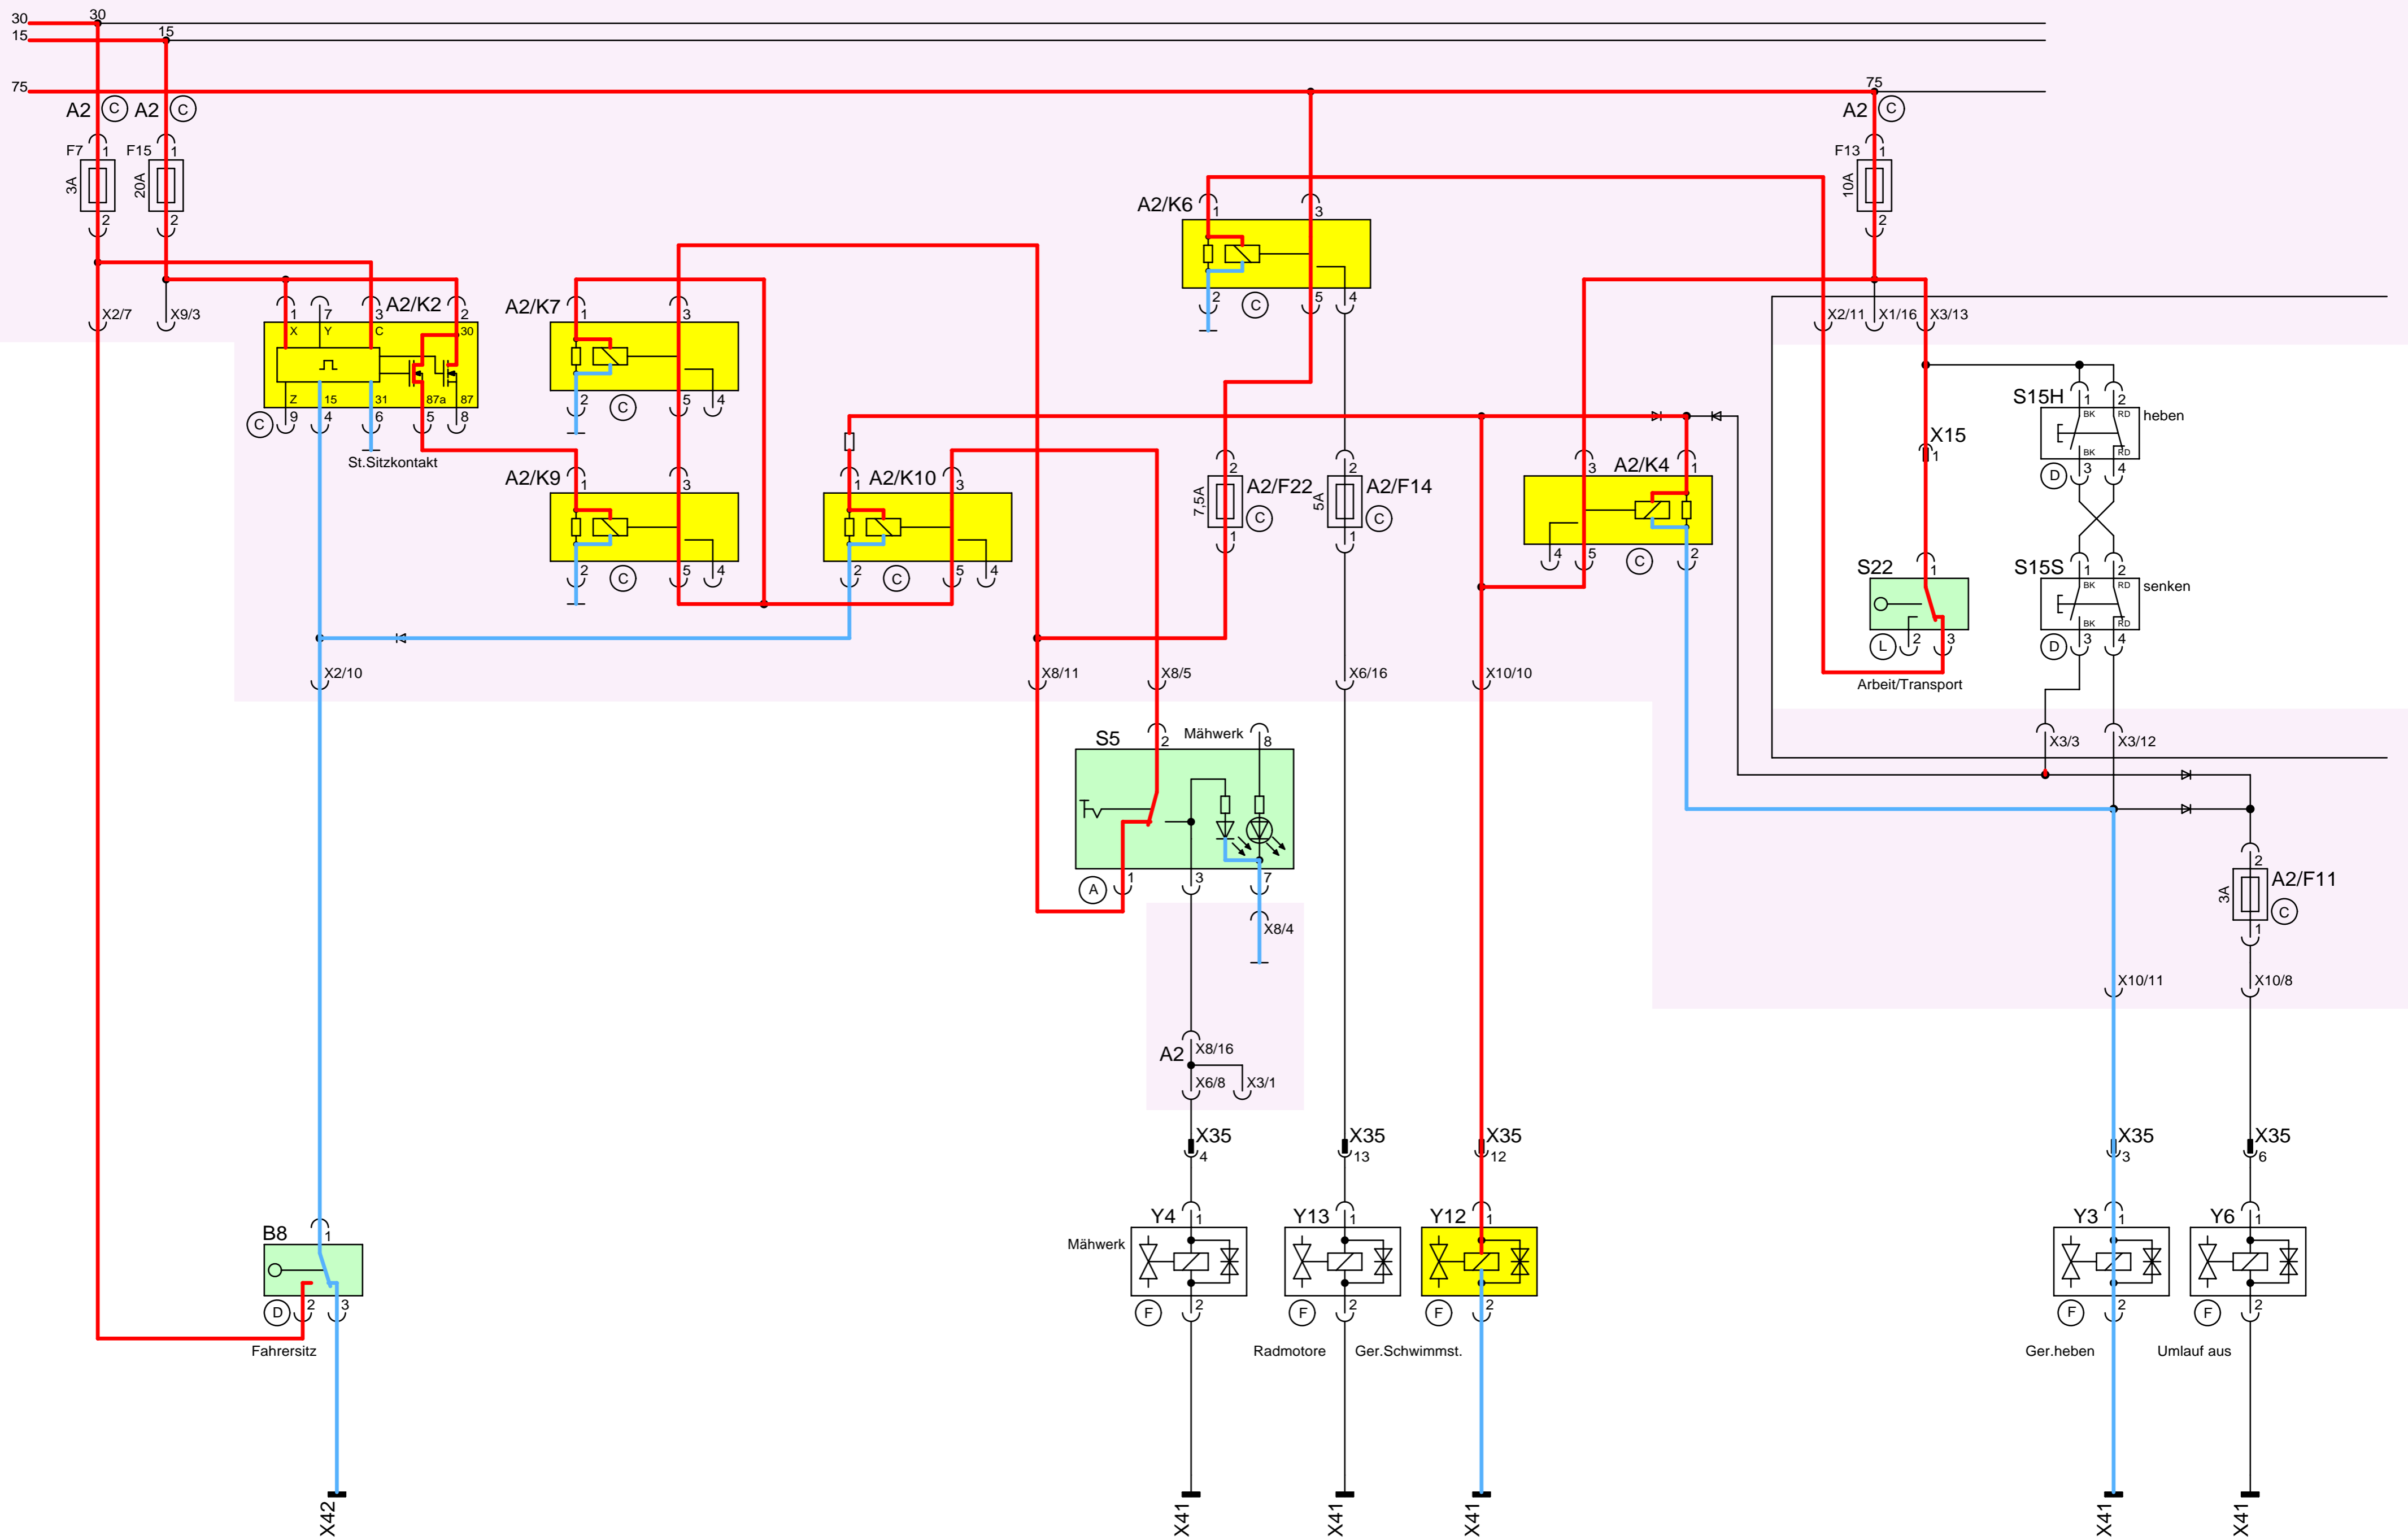 30 30
15 15
75 75
A2 C A2 C A2 C
F7 1 F15 1 F13 1
3A 20A 10A
2 2 2
A2/K6 1 3
2 C 5 4
X2/7 X9/3
1 7 3 A2/K2 2
X Y C 30
Z 15 31 87a 87
C 9 4 6 5 8
St.Sitzkontakt
A2/K7 1 3
2 C 5 4
X2/11 X1/16 X3/13
S15H 1 2
BK RD heben
BK RD
D 3 4
X15
1
A2/K9 1 3
2 C 5 4
1 A2/K10 3
2 C 5 4
2 A2/F22
7,5A C
1
2 A2/F14
5A C
1
3 A2/K4 1
4 5 C 2
S22 1
L 2 3
Arbeit/Transport
S15S 1 2
BK RD senken
BK RD
D 3 4
X2/10 X8/11 X8/5 X6/16 X10/10
X3/3 X3/12
S5 2 Mähwerk 8
A 1 3 7
X8/4
2 A2/F11
3A C
1
X10/11 X10/8
A2 X8/16
X6/8 X3/1
X35 X35 X35 X35 X35
4 13 12 3 6
B8 1
D 2 3
Fahrersitz
Y4 1 Y13 1 Y12 1 Y3 1 Y6 1
Mähwerk
F 2 F 2 F 2 F 2 F 2
Radmotore Ger.Schwimmst. Ger.heben Umlauf aus
X42 X41 X41 X41 X41 X41